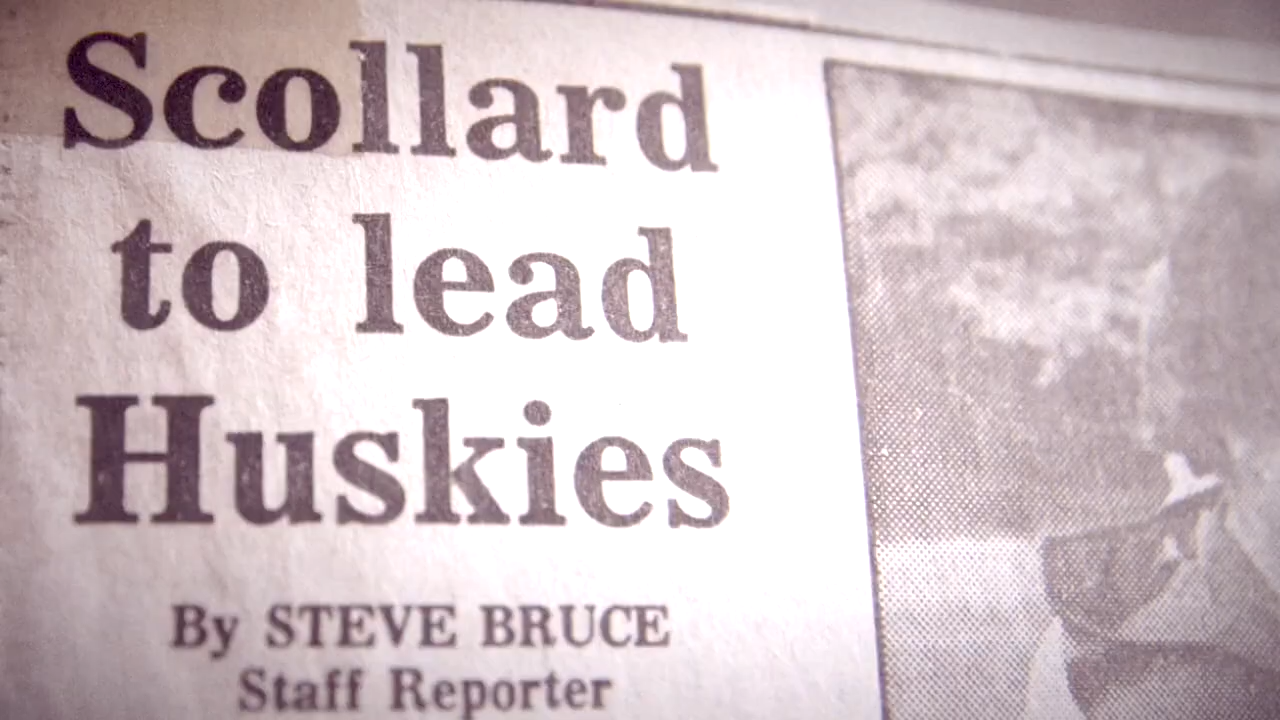 Scollard
to lead
Huskies
By STEVE BRUCE
Staff Reporter